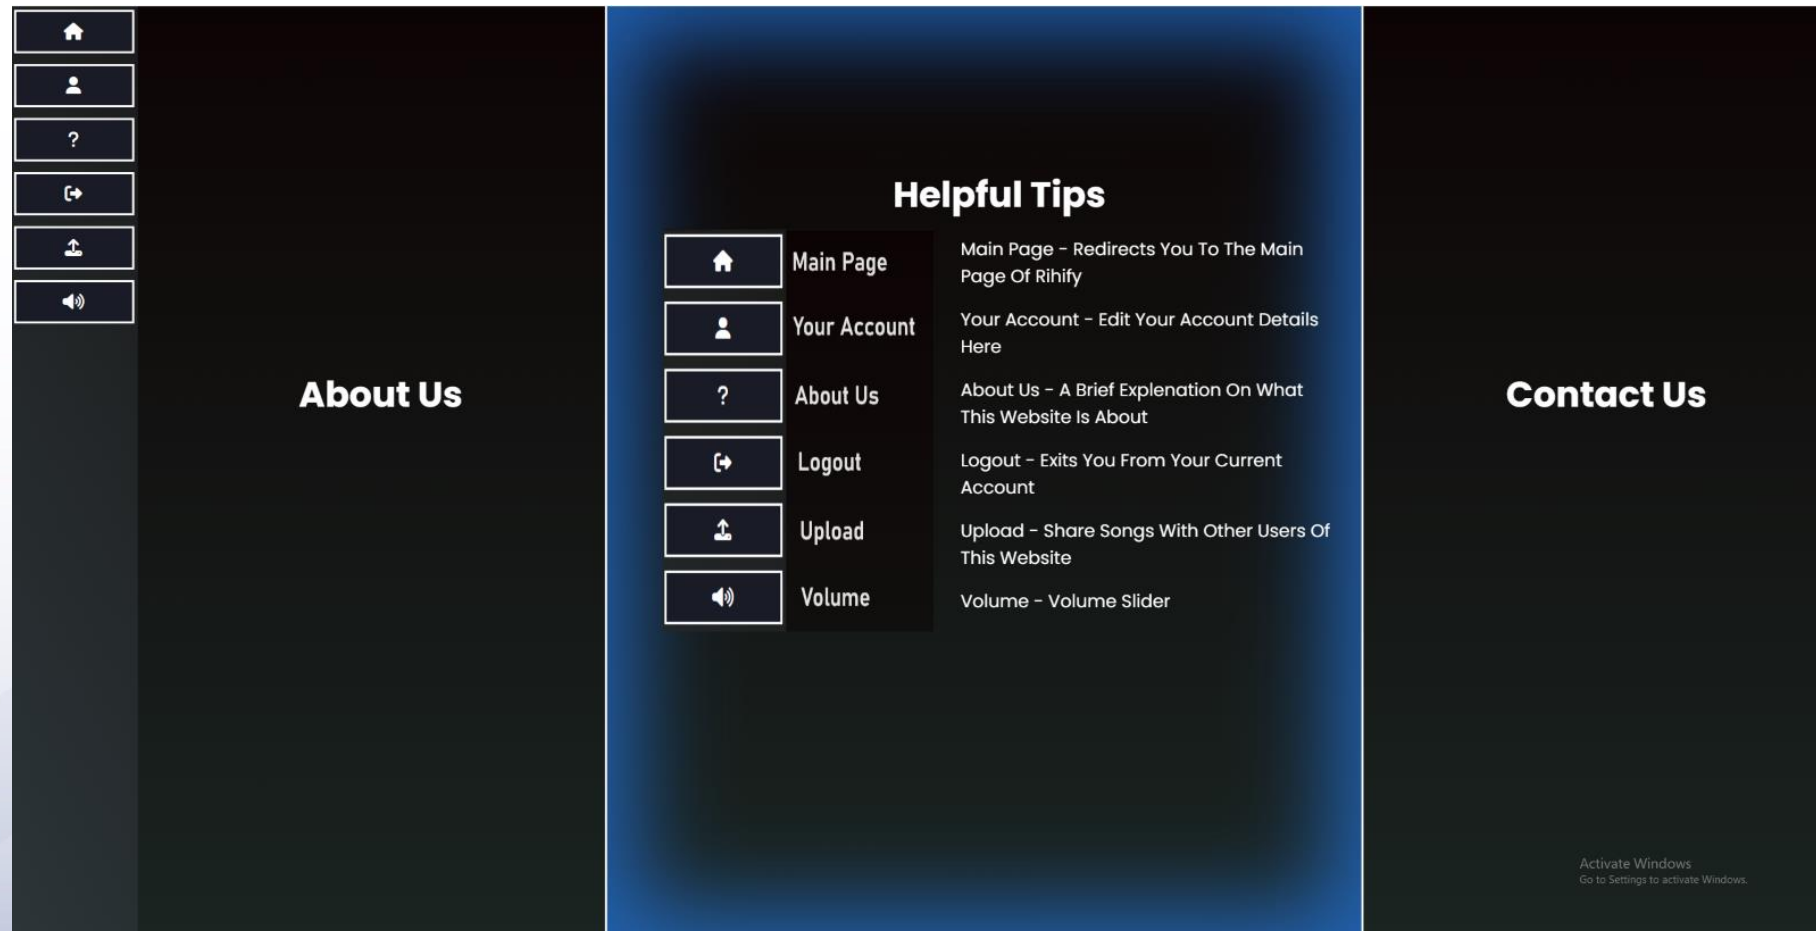 ?
About Us
Helpful Tips
Main Page
Main Page - Redirects You To The Main
Page Of Rihify
Your Account
Your Account - Edit Your Account Details
Here
?
About Us
About Us - A Brief Explenation On What
This Website Is About
Logout
Logout - Exits You From Your Current
Account
Upload
Upload - Share Songs With Other Users Of
This Website
Volume
Volume - Volume Slider
Contact Us
Activate Windows
Go to Settings to activate Windows.